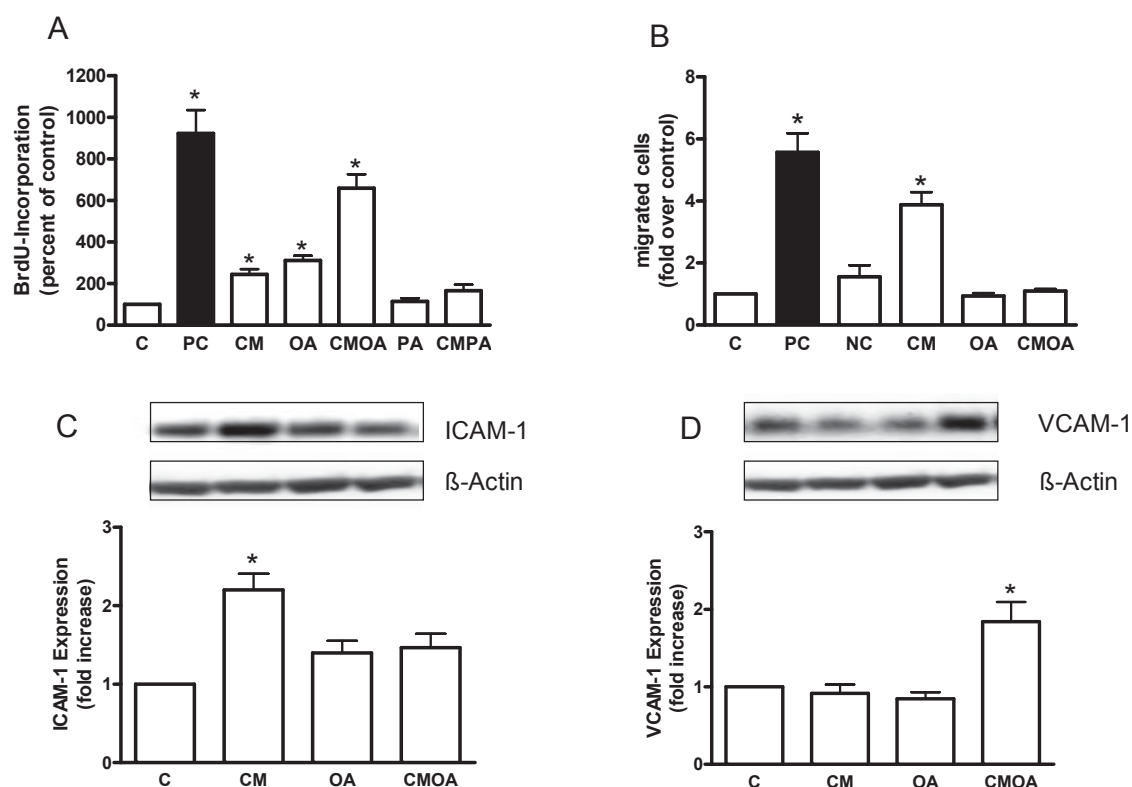 A
BrdU-Incorporation
(percent of control)
1200
1000
800
600
400
200
0
*
*
*
*
C PC CM OA CMOA PA CMPA
B
migrated cells
(fold over control)
8
6
4
2
0
*
*
C PC NC CM OA CMOA
C
ICAM-1
ß-Actin
ICAM-1 Expression
(fold increase)
3
2
1
0
*
C CM OA CMOA
D
VCAM-1
ß-Actin
VCAM-1 Expression
(fold increase)
3
2
1
0
*
C CM OA CMOA